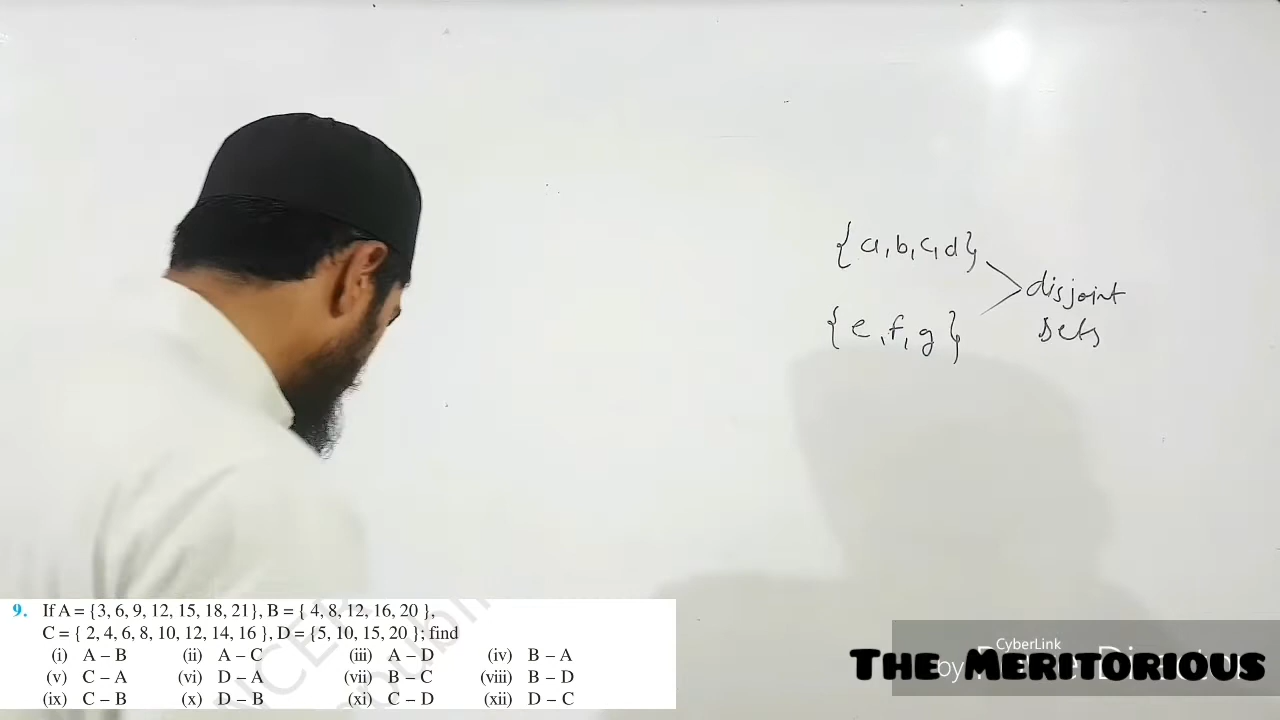 {a, b, c, d}
{e, f, g}
disjoint
sets
9. If A = {3, 6, 9, 12, 15, 18, 21}, B = { 4, 8, 12, 16, 20 },
C = { 2, 4, 6, 8, 10, 12, 14, 16 }, D = {5, 10, 15, 20 }; find
(i) A – B (ii) A – C (iii) A – D (iv) B – A
(v) C – A (vi) D – A (vii) B – C (viii) B – D
(ix) C – B (x) D – B (xi) C – D (xii) D – C
CyberLink
by
The Meritorious